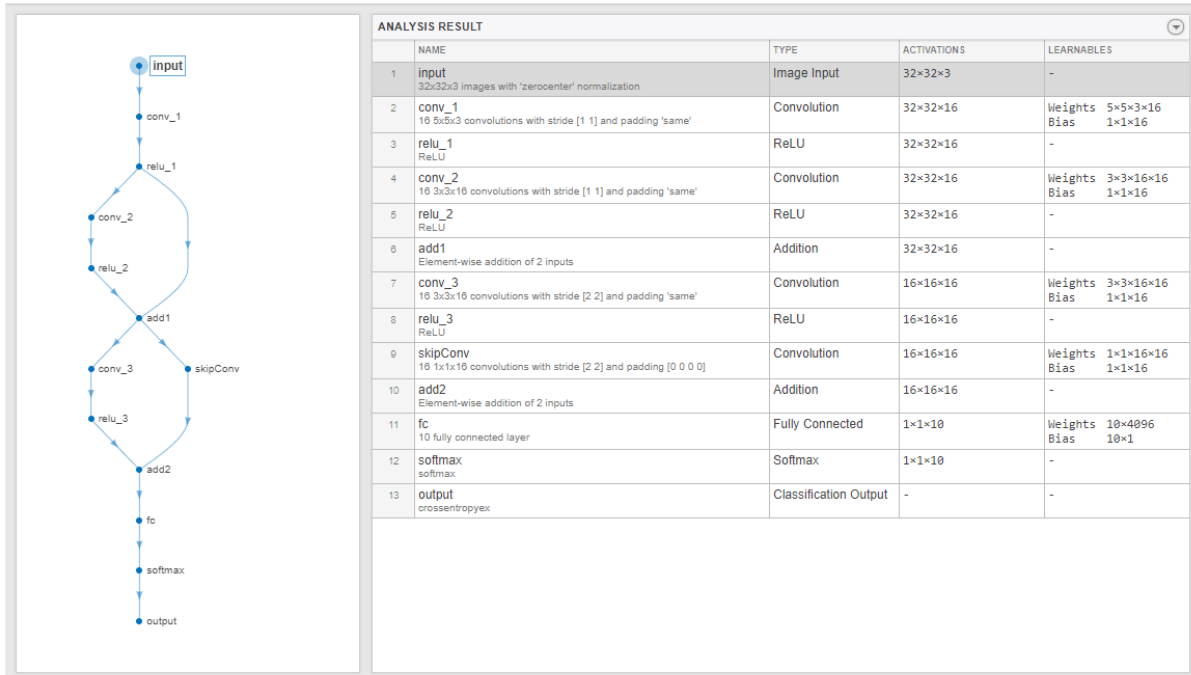 input
conv_1
relu_1
conv_2
relu_2
add1
conv_3
skipConv
relu_3
add2
fc
softmax
output
ANALYSIS RESULT
NAME TYPE ACTIVATIONS LEARNABLES
1 input Image Input 32×32×3 -
32x32x3 images with 'zerocenter' normalization
2 conv_1 Convolution 32×32×16 Weights 5×5×3×16
16 5x5x3 convolutions with stride [1 1] and padding 'same' Bias 1×1×16
3 relu_1 ReLU 32×32×16 -
ReLU
4 conv_2 Convolution 32×32×16 Weights 3×3×16×16
16 3x3x16 convolutions with stride [1 1] and padding 'same' Bias 1×1×16
5 relu_2 ReLU 32×32×16 -
ReLU
6 add1 Addition 32×32×16 -
Element-wise addition of 2 inputs
7 conv_3 Convolution 16×16×16 Weights 3×3×16×16
16 3x3x16 convolutions with stride [2 2] and padding 'same' Bias 1×1×16
8 relu_3 ReLU 16×16×16 -
ReLU
9 skipConv Convolution 16×16×16 Weights 1×1×16×16
16 1x1x16 convolutions with stride [2 2] and padding [0 0 0 0] Bias 1×1×16
10 add2 Addition 16×16×16 -
Element-wise addition of 2 inputs
11 fc Fully Connected 1×1×10 Weights 10×4096
10 fully connected layer Bias 10×1
12 softmax Softmax 1×1×10 -
softmax
13 output Classification Output - -
crossentropyex